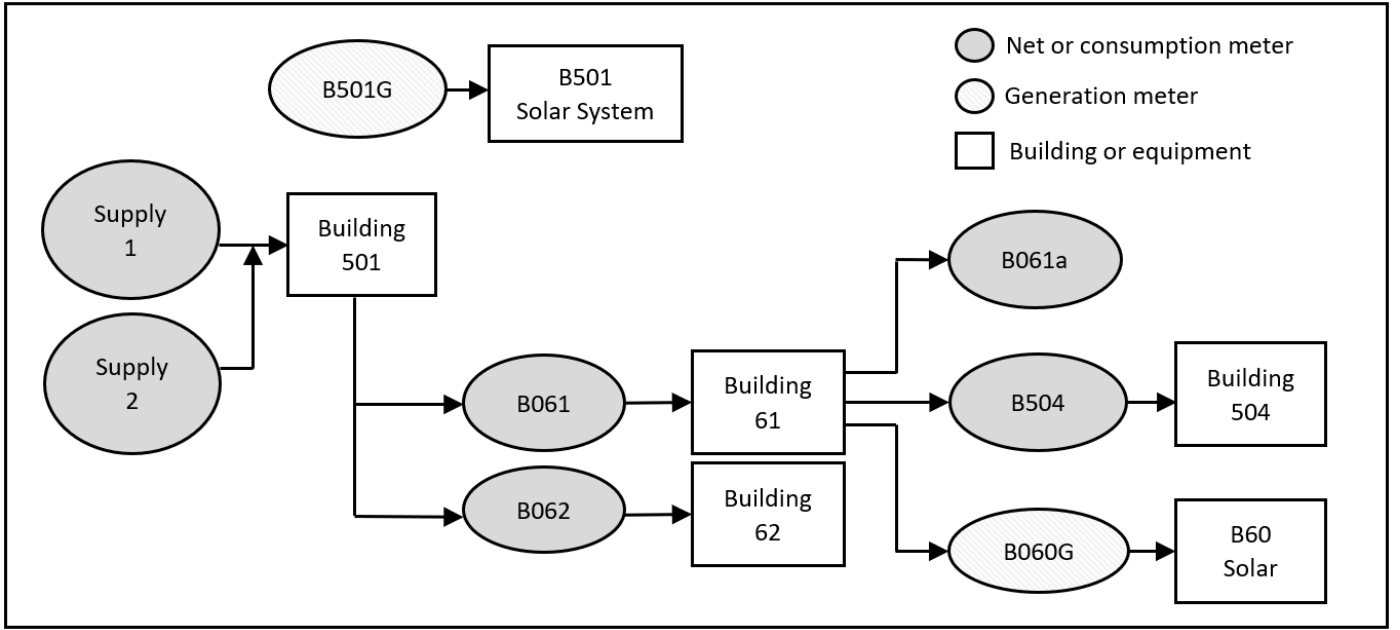 B501G
B501
Solar System
Net or consumption meter
Generation meter
Building or equipment
Supply
1
Building
501
Supply
2
B061a
B061
Building
61
B504
Building
504
B062
Building
62
B060G
B60
Solar